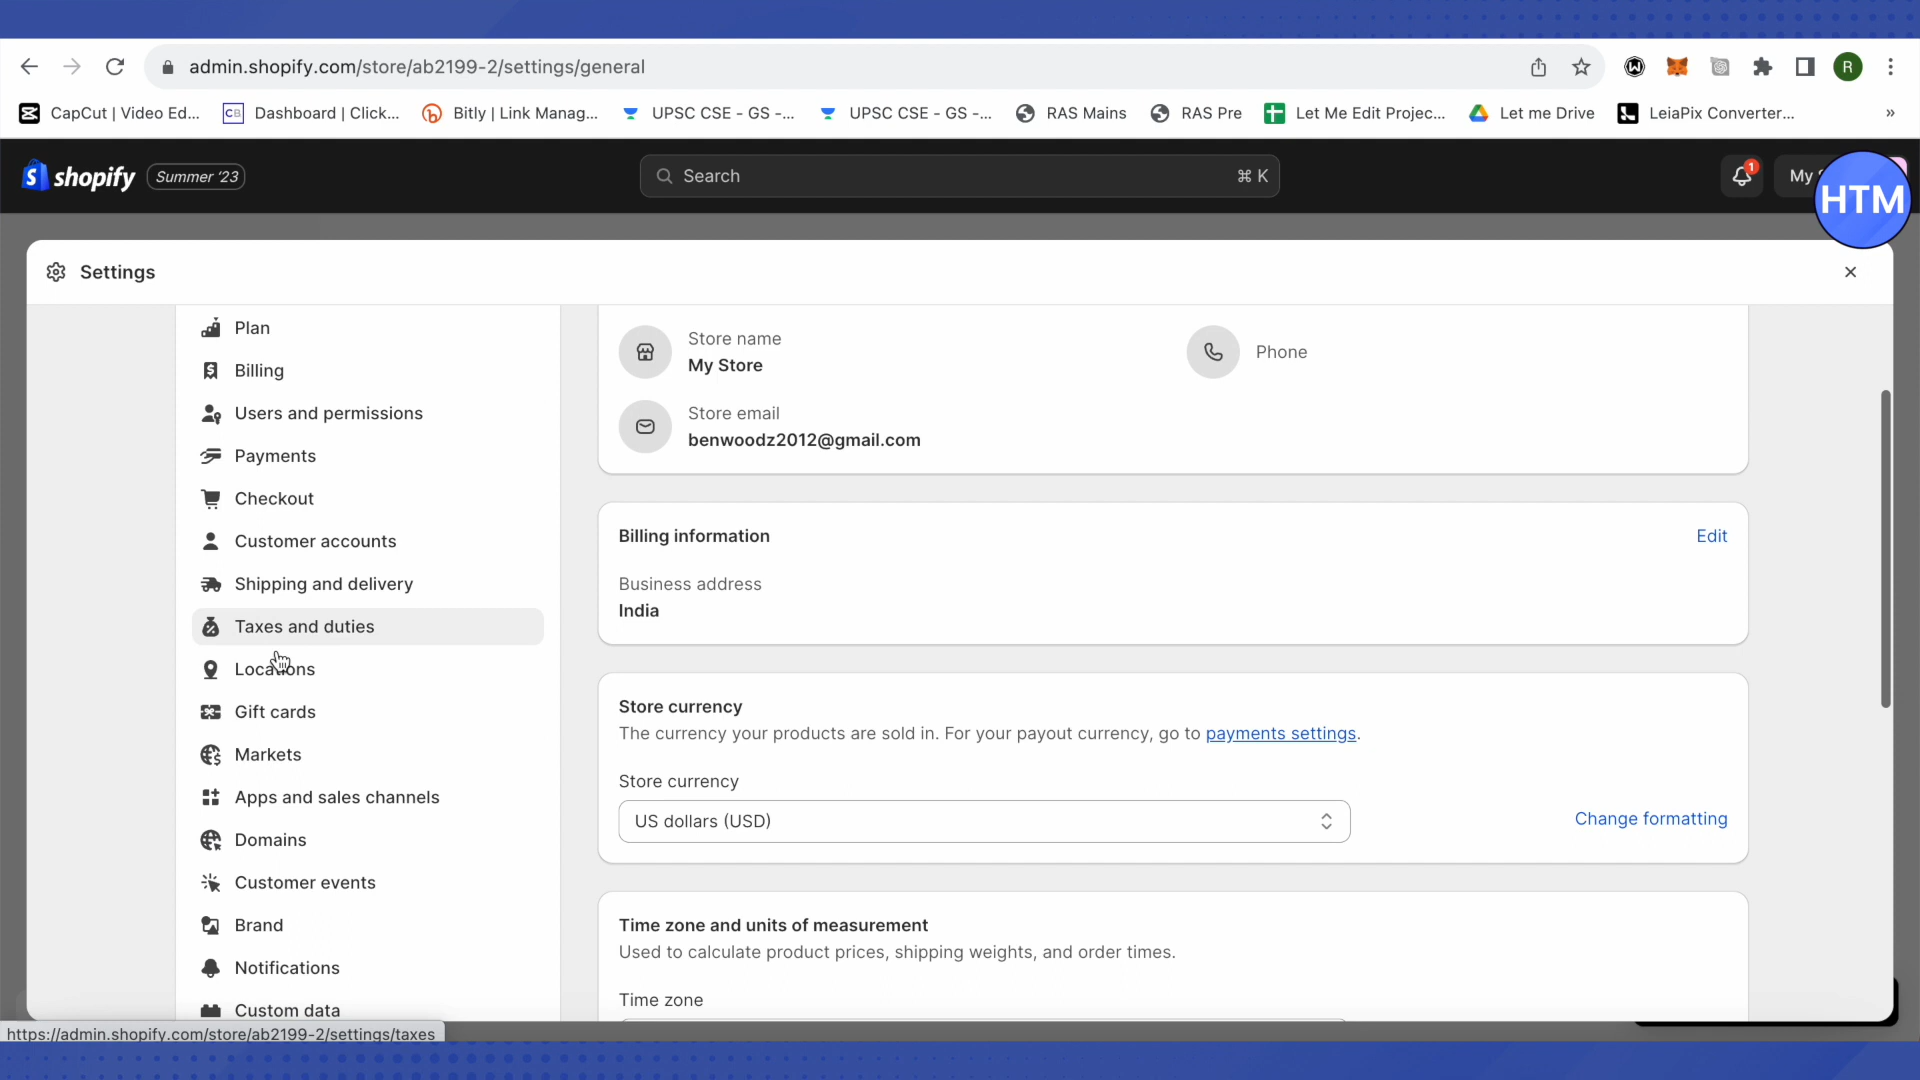 admin.shopify.com/store/ab2199-2/settings/general
R
CapCut | Video Ed...
CB Dashboard | Click...
Bitly | Link Manag...
UPSC CSE - GS -...
UPSC CSE - GS -...
RAS Mains
RAS Pre
Let Me Edit Projec...
Let me Drive
LeiaPix Converter...
»
shopify
Summer '23
Search
⌘ K
1
My
HTM
Settings
Plan
Billing
Users and permissions
Payments
Checkout
Customer accounts
Shipping and delivery
Taxes and duties
Locations
Gift cards
Markets
Apps and sales channels
Domains
Customer events
Brand
Notifications
Custom data
Store name
My Store
Phone
Store email
benwoodz2012@gmail.com
Billing information
Edit
Business address
India
Store currency
The currency your products are sold in. For your payout currency, go to payments settings.
Store currency
US dollars (USD)
Change formatting
Time zone and units of measurement
Used to calculate product prices, shipping weights, and order times.
Time zone
https://admin.shopify.com/store/ab2199-2/settings/taxes